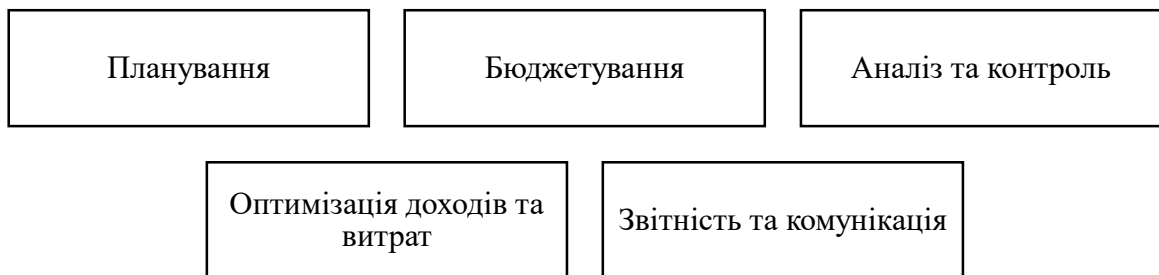 Планування
Бюджетування
Аналіз та контроль
Оптимізація доходів та
витрат
Звітність та комунікація